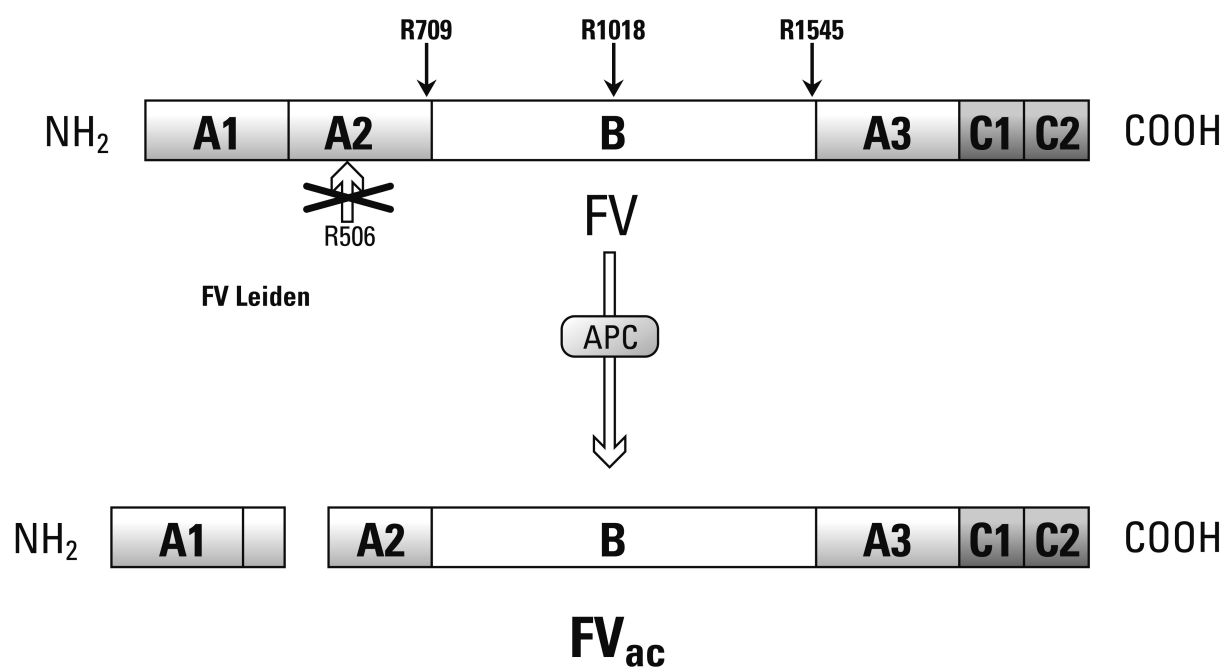 R709 R1018 R1545
NH₂ A1 A2 B A3 C1 C2 COOH
R506
FV
FV Leiden
APC
NH₂ A1 A2 B A3 C1 C2 COOH
FVac